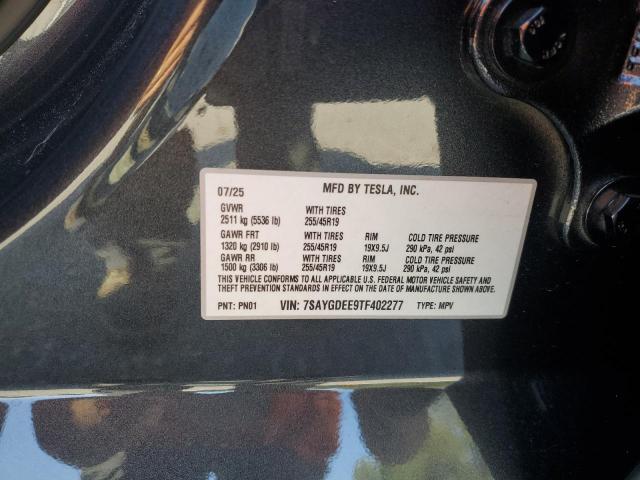 07/25 MFD BY TESLA, INC.
GVWR WITH TIRES
2511 kg (5536 lb) 255/45R19
GAWR FRT WITH TIRES RIM COLD TIRE PRESSURE
1320 kg (2910 lb) 255/45R19 19X9.5J 290 kPa, 42 psi
GAWR RR WITH TIRES RIM COLD TIRE PRESSURE
1500 kg (3306 lb) 255/45R19 19X9.5J 290 kPa, 42 psi
THIS VEHICLE CONFORMS TO ALL APPLICABLE U.S. FEDERAL MOTOR VEHICLE SAFETY AND
THEFT PREVENTION STANDARDS IN EFFECT ON THE DATE OF MANUFACTURE SHOWN ABOVE.
PNT: PN01 VIN: 7SAYGDEE9TF402277 TYPE: MPV